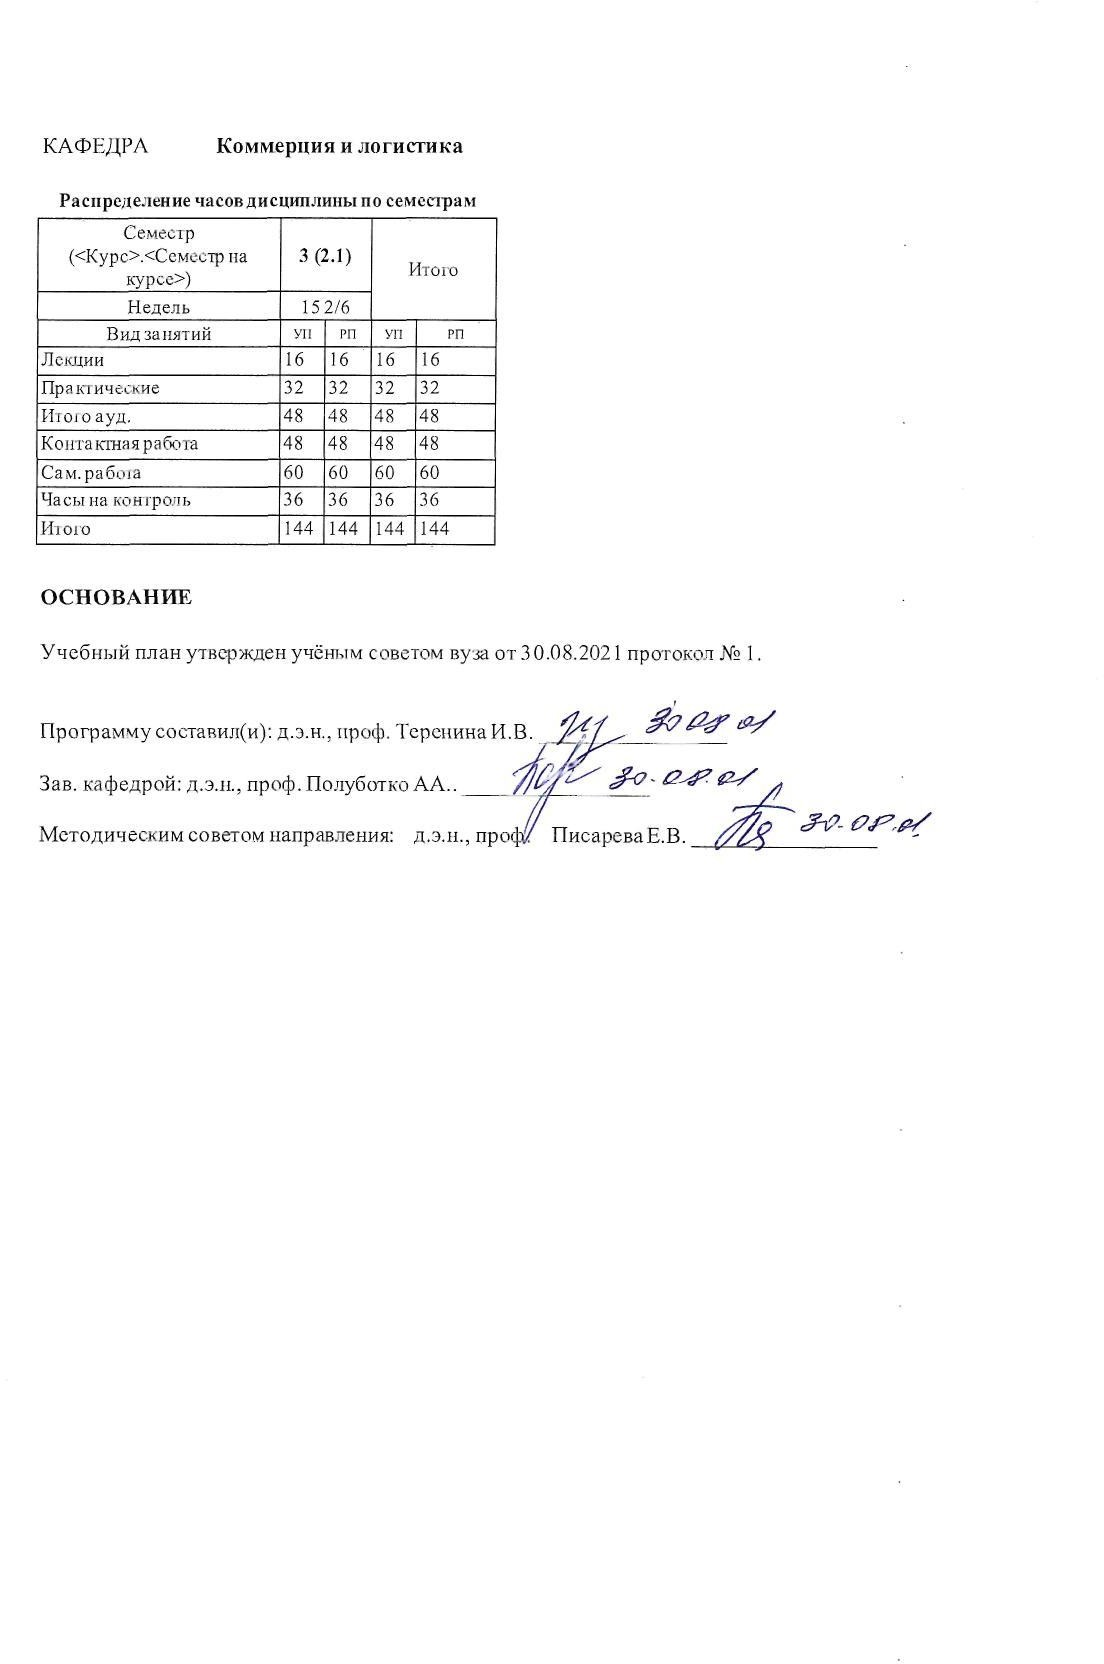 КАФЕДРА Коммерция и логистика
Распределение часов дисциплины по семестрам
Семестр
(<Курс>.<Семестр на
курсе>)
3 (2.1)
Итого
Недель 15 2/6
Вид занятий УП РП УП РП
Лекции 16 16 16 16
Практические 32 32 32 32
Итого ауд. 48 48 48 48
Контактная работа 48 48 48 48
Сам. работа 60 60 60 60
Часы на контроль 36 36 36 36
Итого 144 144 144 144
ОСНОВАНИЕ
Учебный план утвержден учёным советом вуза от 30.08.2021 протокол № 1.
Программу составил(и): д.э.н., проф. Теренина И.В. 30 08 01
Зав. кафедрой: д.э.н., проф. Полуботко АА.. 30.08.01
Методическим советом направления: д.э.н., проф. Писарева Е.В. 30.08.01